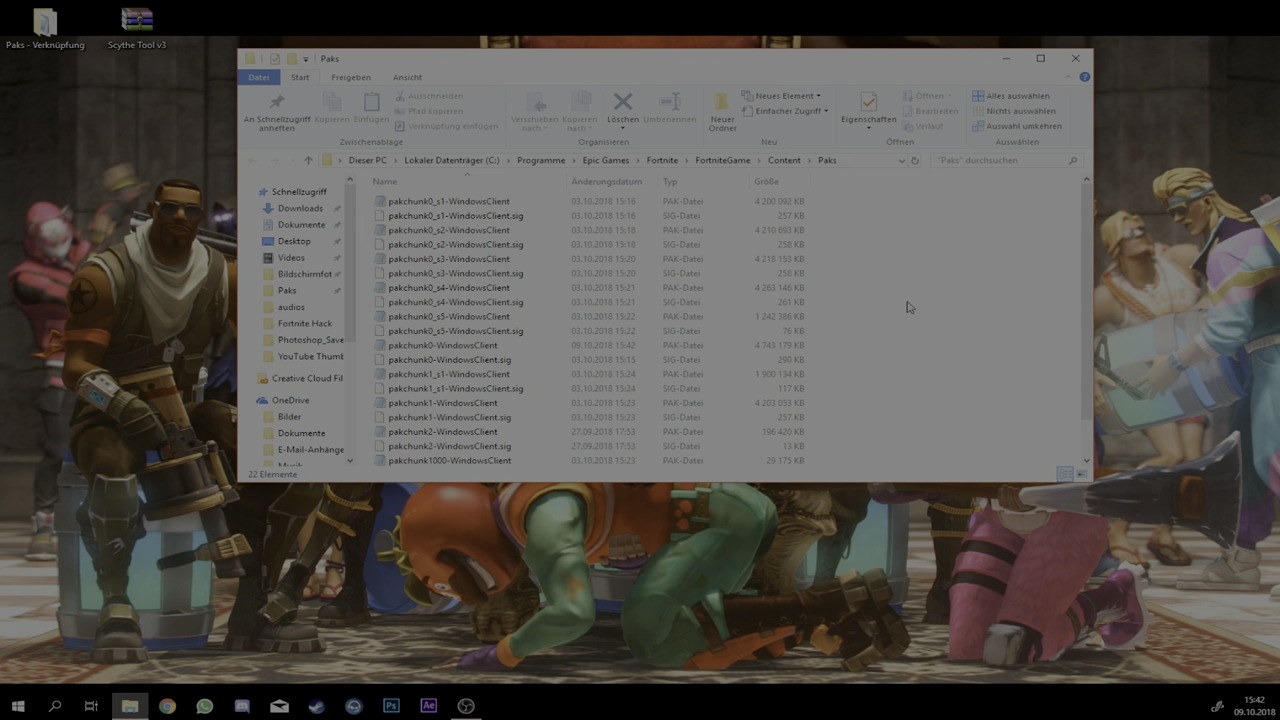 Paks - Verknüpfung
Scythe Tool v3
Paks
Datei Start Freigeben Ansicht
An Schnellzugriff anheften
Kopieren
Einfügen
Ausschneiden
Pfad kopieren
Verknüpfung einfügen
Zwischenablage
Verschieben nach
Kopieren nach
Löschen
Umbenennen
Organisieren
Neuer Ordner
Neues Element
Einfacher Zugriff
Neu
Eigenschaften
Öffnen
Bearbeiten
Verlauf
Öffnen
Alles auswählen
Nichts auswählen
Auswahl umkehren
Auswählen
Dieser PC > Lokaler Datenträger (C:) > Programme > Epic Games > Fortnite > FortniteGame > Content > Paks
"Paks" durchsuchen
Schnellzugriff
Downloads
Dokumente
Desktop
Videos
Bildschirmfot
Paks
audios
Fortnite Hack
Photoshop_Save
YouTube Thumb
Creative Cloud Fil
OneDrive
Bilder
Dokumente
E-Mail-Anhänge
Musik
Name Änderungsdatum Typ Größe
pakchunk0_s1-WindowsClient 03.10.2018 15:16 PAK-Datei 4 200 092 KB
pakchunk0_s1-WindowsClient.sig 03.10.2018 15:16 SIG-Datei 257 KB
pakchunk0_s2-WindowsClient 03.10.2018 15:18 PAK-Datei 4 210 693 KB
pakchunk0_s2-WindowsClient.sig 03.10.2018 15:18 SIG-Datei 258 KB
pakchunk0_s3-WindowsClient 03.10.2018 15:20 PAK-Datei 4 218 153 KB
pakchunk0_s3-WindowsClient.sig 03.10.2018 15:20 SIG-Datei 258 KB
pakchunk0_s4-WindowsClient 03.10.2018 15:21 PAK-Datei 4 263 146 KB
pakchunk0_s4-WindowsClient.sig 03.10.2018 15:21 SIG-Datei 261 KB
pakchunk0_s5-WindowsClient 03.10.2018 15:22 PAK-Datei 1 242 386 KB
pakchunk0_s5-WindowsClient.sig 03.10.2018 15:22 SIG-Datei 76 KB
pakchunk0-WindowsClient 09.10.2018 15:42 PAK-Datei 4 743 179 KB
pakchunk0-WindowsClient.sig 03.10.2018 15:15 SIG-Datei 290 KB
pakchunk1_s1-WindowsClient 03.10.2018 15:24 PAK-Datei 1 900 134 KB
pakchunk1_s1-WindowsClient.sig 03.10.2018 15:24 SIG-Datei 117 KB
pakchunk1-WindowsClient 03.10.2018 15:23 PAK-Datei 4 203 053 KB
pakchunk1-WindowsClient.sig 03.10.2018 15:23 SIG-Datei 257 KB
pakchunk2-WindowsClient 27.09.2018 17:53 PAK-Datei 196 420 KB
pakchunk2-WindowsClient.sig 27.09.2018 17:53 SIG-Datei 13 KB
pakchunk1000-WindowsClient 03.10.2018 15:23 PAK-Datei 29 175 KB
22 Elemente
Ps
Ae
15:42
09.10.2018